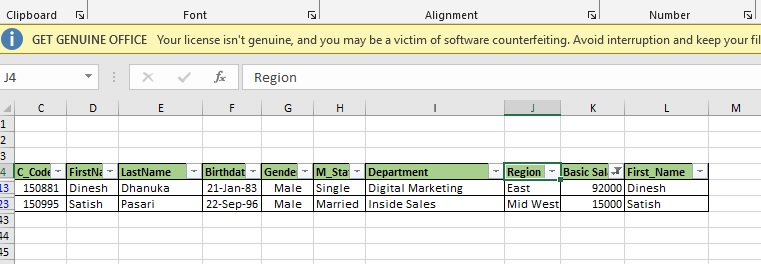 Clipboard Font Alignment Number
GET GENUINE OFFICE Your license isn't genuine, and you may be a victim of software counterfeiting. Avoid interruption and keep your fil
J4 fx Region
C D E F G H I J K L M
1
2
3
4 C_Code FirstNa LastName Birthdat Gende M_Sta Department Region Basic Sal First_Name
13 150881 Dinesh Dhanuka 21-Jan-83 Male Single Digital Marketing East 92000 Dinesh
23 150995 Satish Pasari 22-Sep-96 Male Married Inside Sales Mid West 15000 Satish
43
44
45